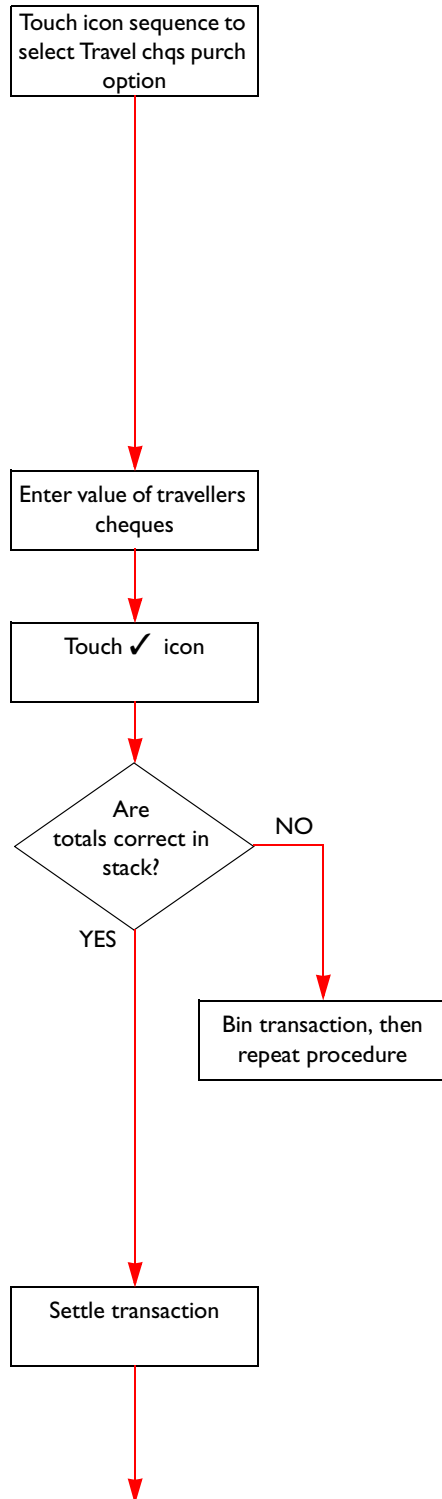 Touch icon sequence to
select Travel chqs purch
option
Enter value of travellers
cheques
Touch ✓ icon
Are
totals correct in
stack?
NO
YES
Bin transaction, then
repeat procedure
Settle transaction